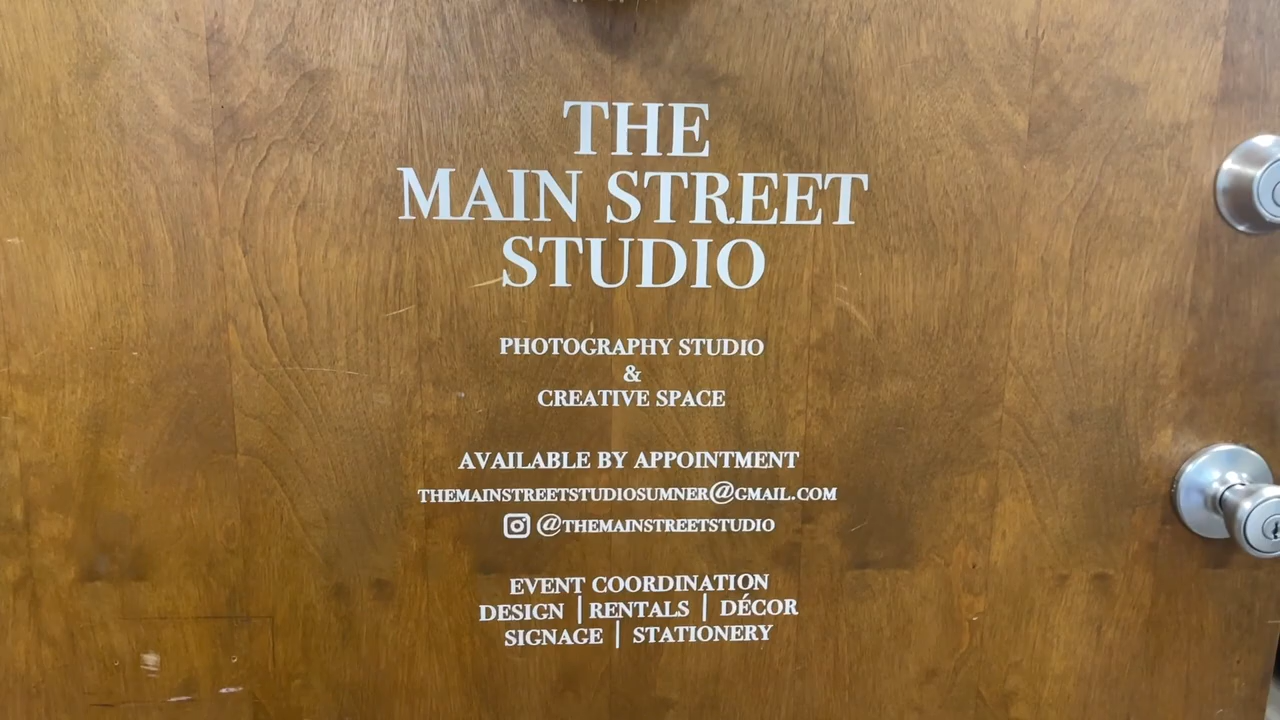 THE
MAIN STREET
STUDIO
PHOTOGRAPHY STUDIO
&
CREATIVE SPACE
AVAILABLE BY APPOINTMENT
THEMAINSTREETSTUDIOSUMNER@GMAIL.COM
@THEMAINSTREETSTUDIO
EVENT COORDINATION
DESIGN | RENTALS | DÉCOR
SIGNAGE | STATIONERY